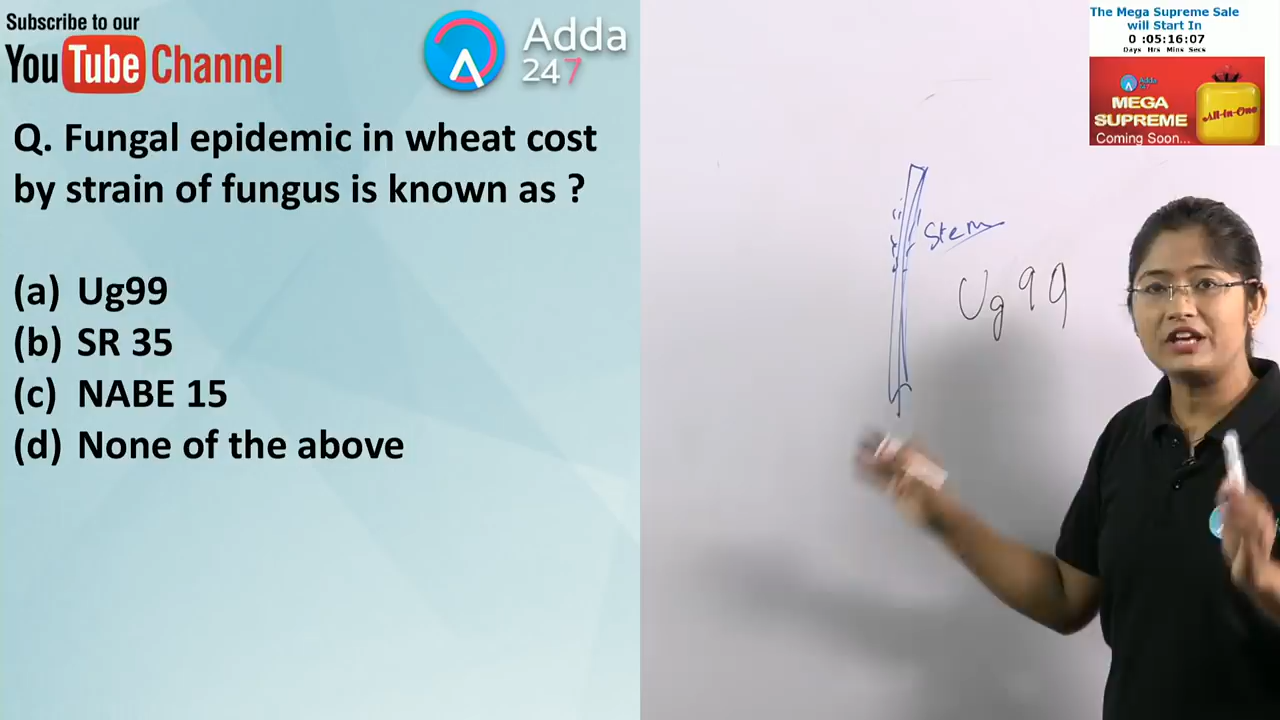 Subscribe to our
YouTube Channel
Adda
247
Q. Fungal epidemic in wheat cost
by strain of fungus is known as ?
(a) Ug99
(b) SR 35
(c) NABE 15
(d) None of the above
Stem
Ug99
The Mega Supreme Sale
will Start In
0 :05:16:07
Days Hrs Mins Secs
Adda
247
MEGA
SUPREME
Coming Soon...
All-in-One